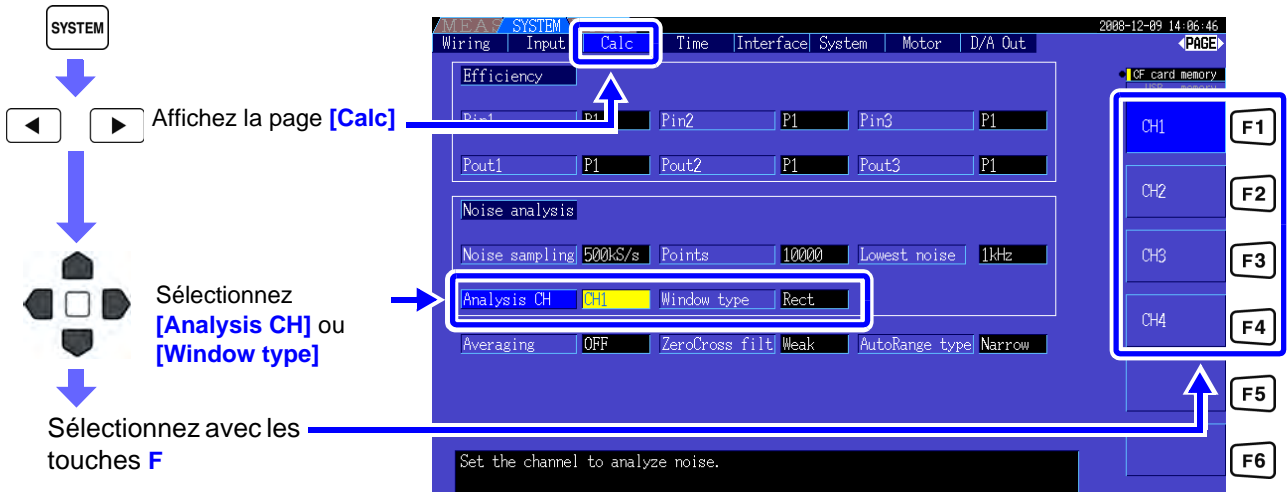 SYSTEM
Affichez la page [Calc]
Sélectionnez
[Analysis CH] ou
[Window type]
Sélectionnez avec les
touches F
MEAS SYSTEM
2008-12-09 14:06:46
Wiring Input Calc Time Interface System Motor D/A Out
PAGE
CF card memory
USB memory
Efficiency
Pin1 P1 Pin2 P1 Pin3 P1
Pout1 P1 Pout2 P1 Pout3 P1
Noise analysis
Noise sampling 500kS/s Points 10000 Lowest noise 1kHz
Analysis CH CH1 Window type Rect
Averaging OFF ZeroCross filt Weak AutoRange type Narrow
Set the channel to analyze noise.
CH1 F1
CH2 F2
CH3 F3
CH4 F4
F5
F6